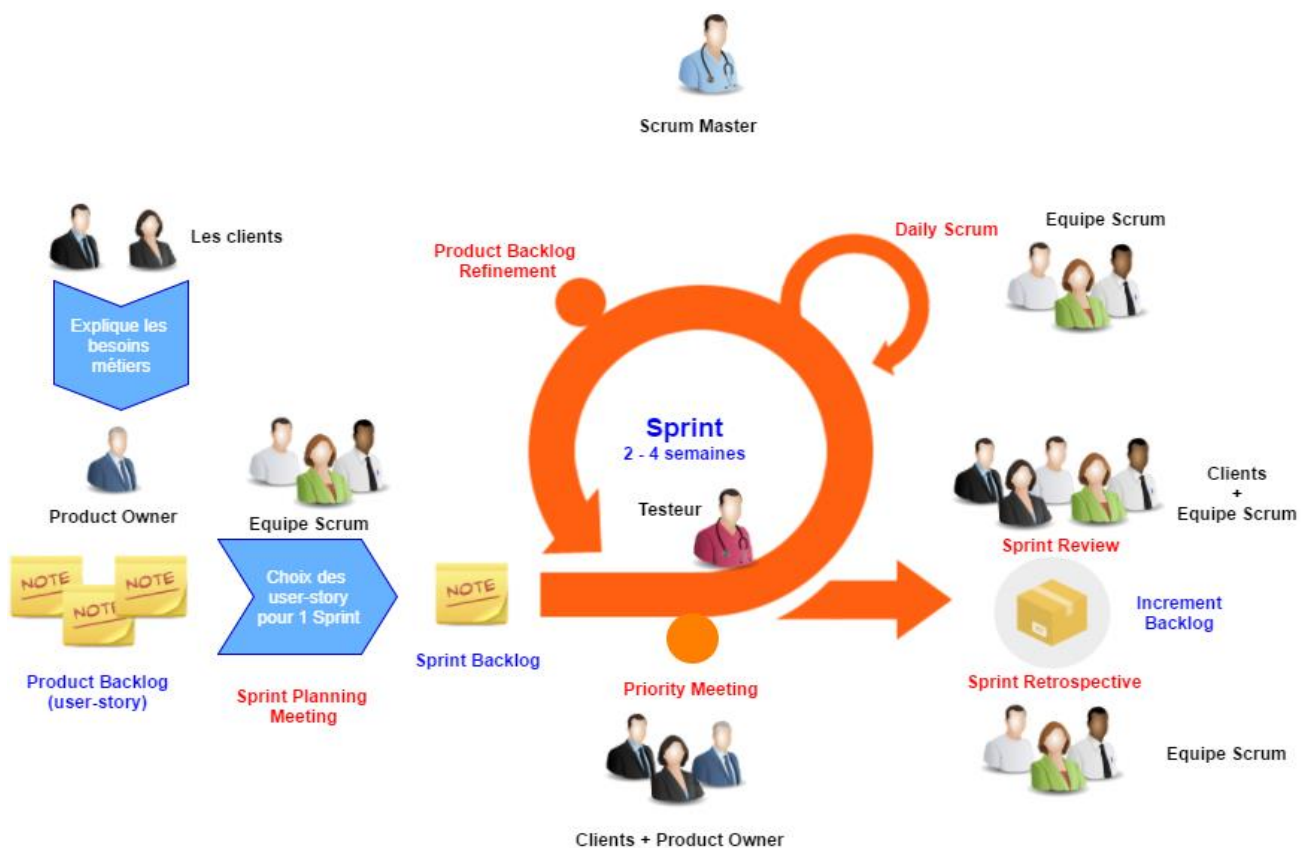 Scrum Master
Les clients
Explique les
besoins
métiers
Product Owner
NOTE
NOTE
NOTE
Product Backlog
(user-story)
Equipe Scrum
Choix des
user-story
pour 1 Sprint
Sprint Planning
Meeting
NOTE
Sprint Backlog
Product Backlog
Refinement
Daily Scrum
Equipe Scrum
Sprint
2 - 4 semaines
Testeur
Priority Meeting
Clients + Product Owner
Clients
+
Equipe Scrum
Sprint Review
Increment
Backlog
Sprint Retrospective
Equipe Scrum